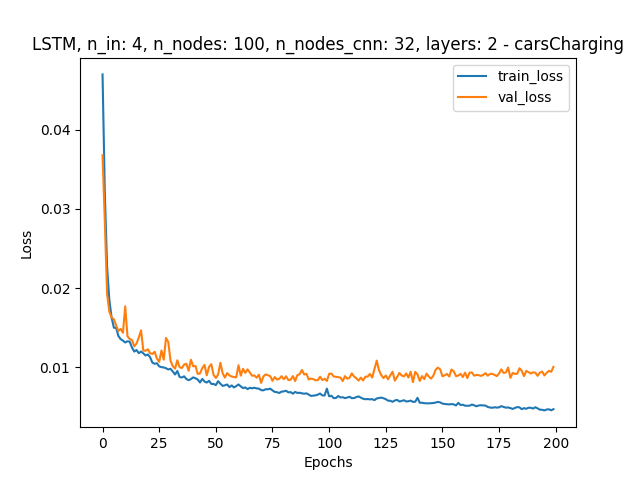 LSTM, n_in: 4, n_nodes: 100, n_nodes_cnn: 32, layers: 2 - carsCharging
train_loss
val_loss
0.04
0.03
0.02
0.01
Loss
0 25 50 75 100 125 150 175 200
Epochs